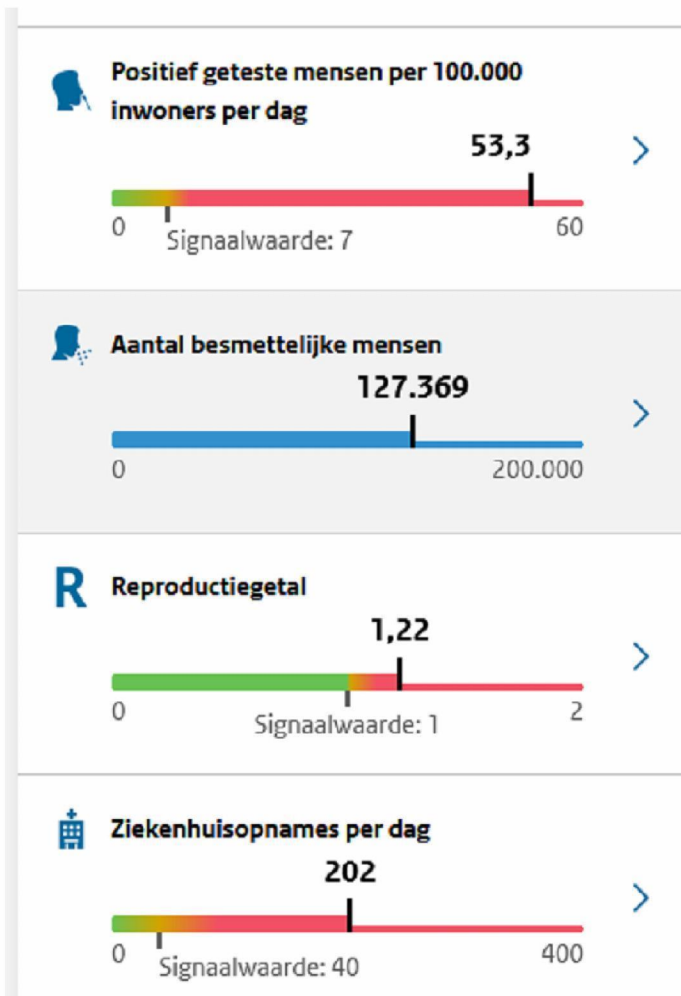 Positief geteste mensen per 100.000
inwoners per dag
53,3
0
60
Signaalwaarde: 7
Aantal besmettelijke mensen
127.369
0
200.000
R
Reproductiegetal
1,22
0
2
Signaalwaarde: 1
Ziekenhuisopnames per dag
202
0
400
Signaalwaarde: 40